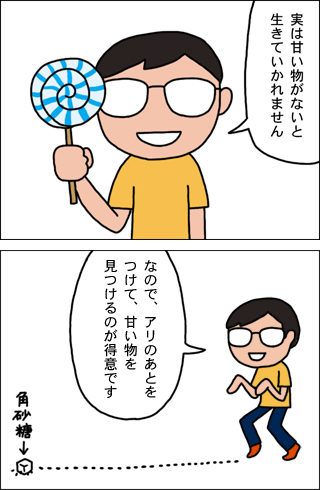 実は甘い物がないと
生きていかれません
なので、アリのあとを
つけて、甘い物を
見つけるのが得意です
角砂糖→